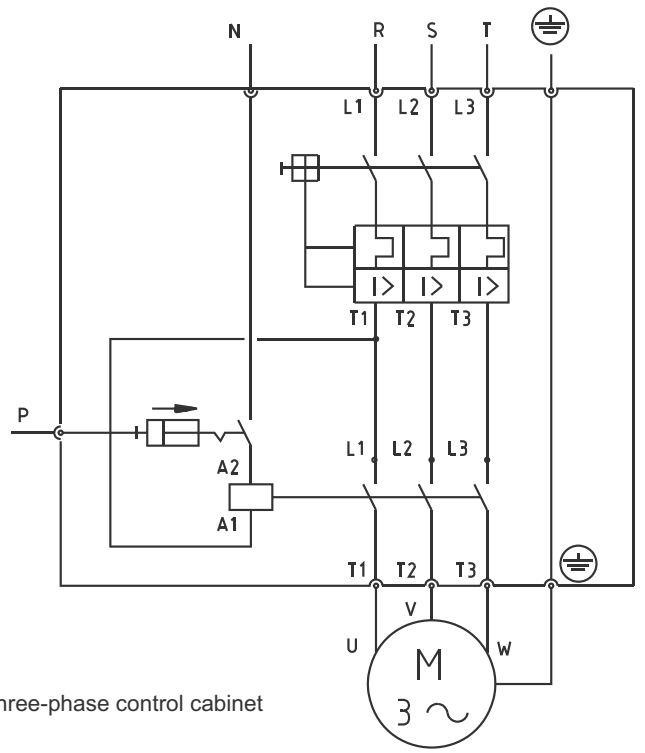 N R S T
L1 L2 L3
I> I> I>
T1 T2 T3
P
L1 L2 L3
A2
A1
T1 T2 T3
V
U W
M
3 ~
hree-phase control cabinet